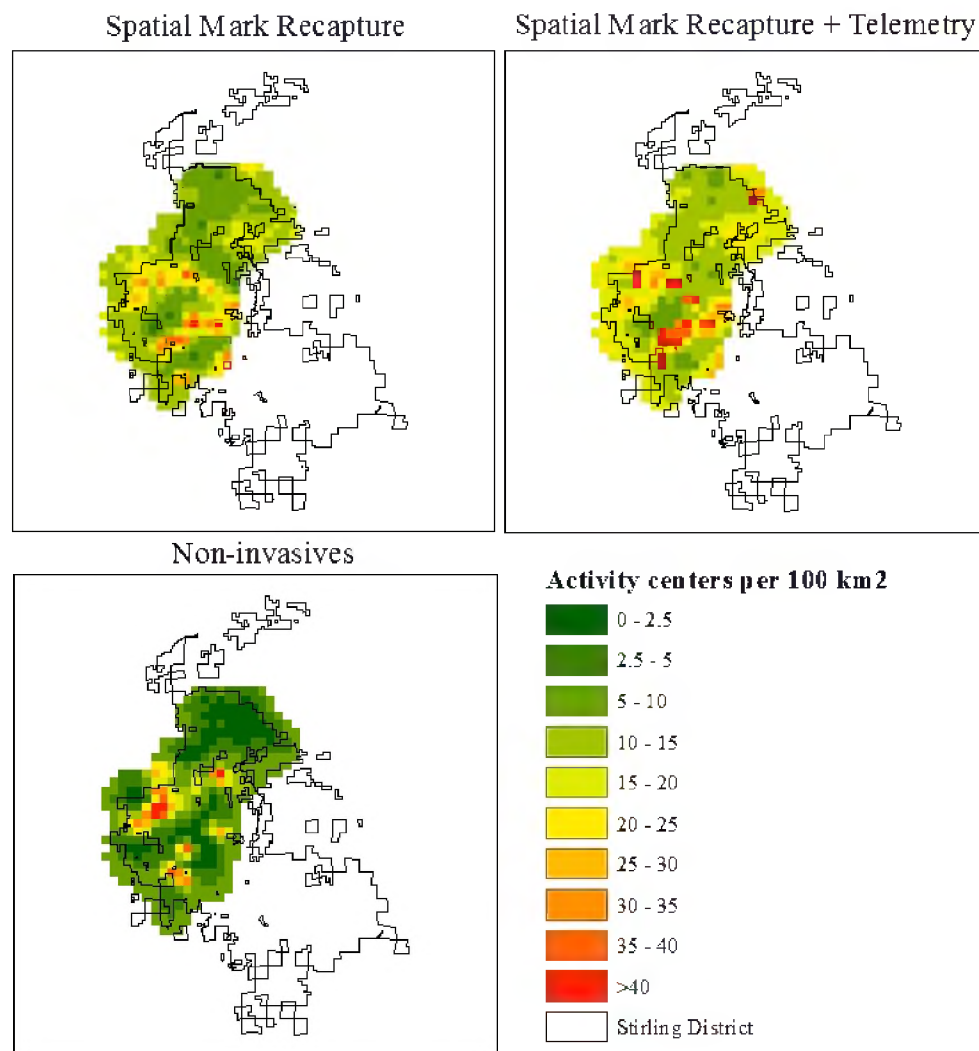 Spatial Mark Recapture
Spatial Mark Recapture + Telemetry
Non-invasives
Activity centers per 100 km2
0 - 2.5
2.5 - 5
5 - 10
10 - 15
15 - 20
20 - 25
25 - 30
30 - 35
35 - 40
>40
Stirling District